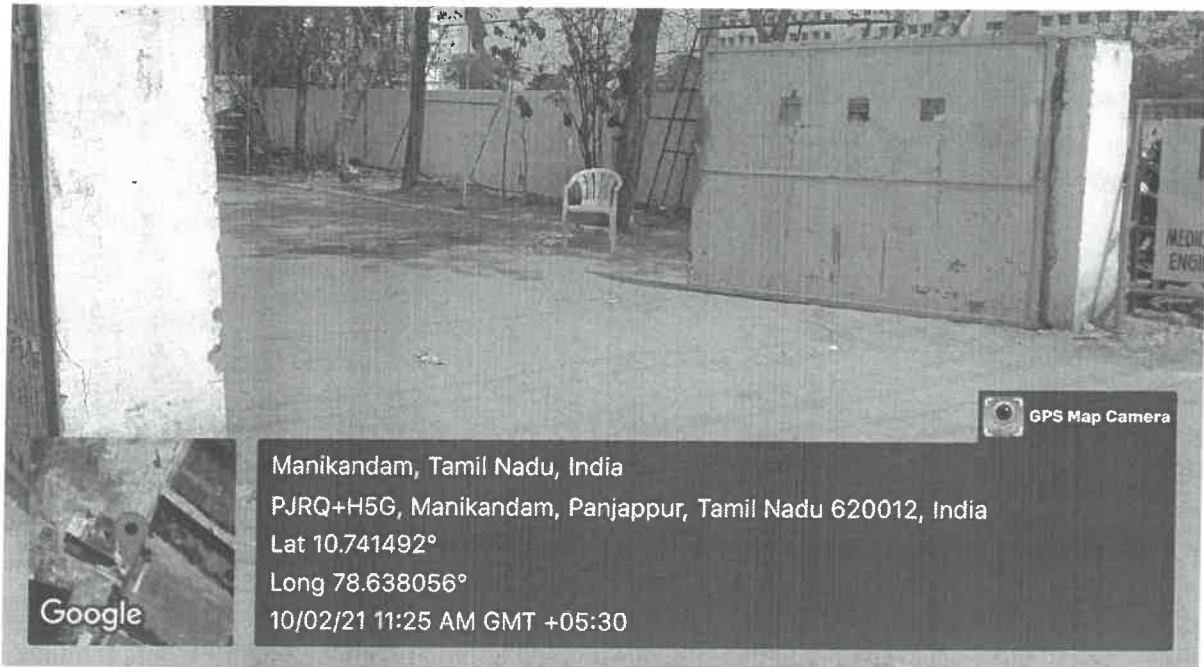 GPS Map Camera
Manikandam, Tamil Nadu, India
PJRQ+H5G, Manikandam, Panjappur, Tamil Nadu 620012, India
Lat 10.741492°
Long 78.638056°
10/02/21 11:25 AM GMT +05:30
Google